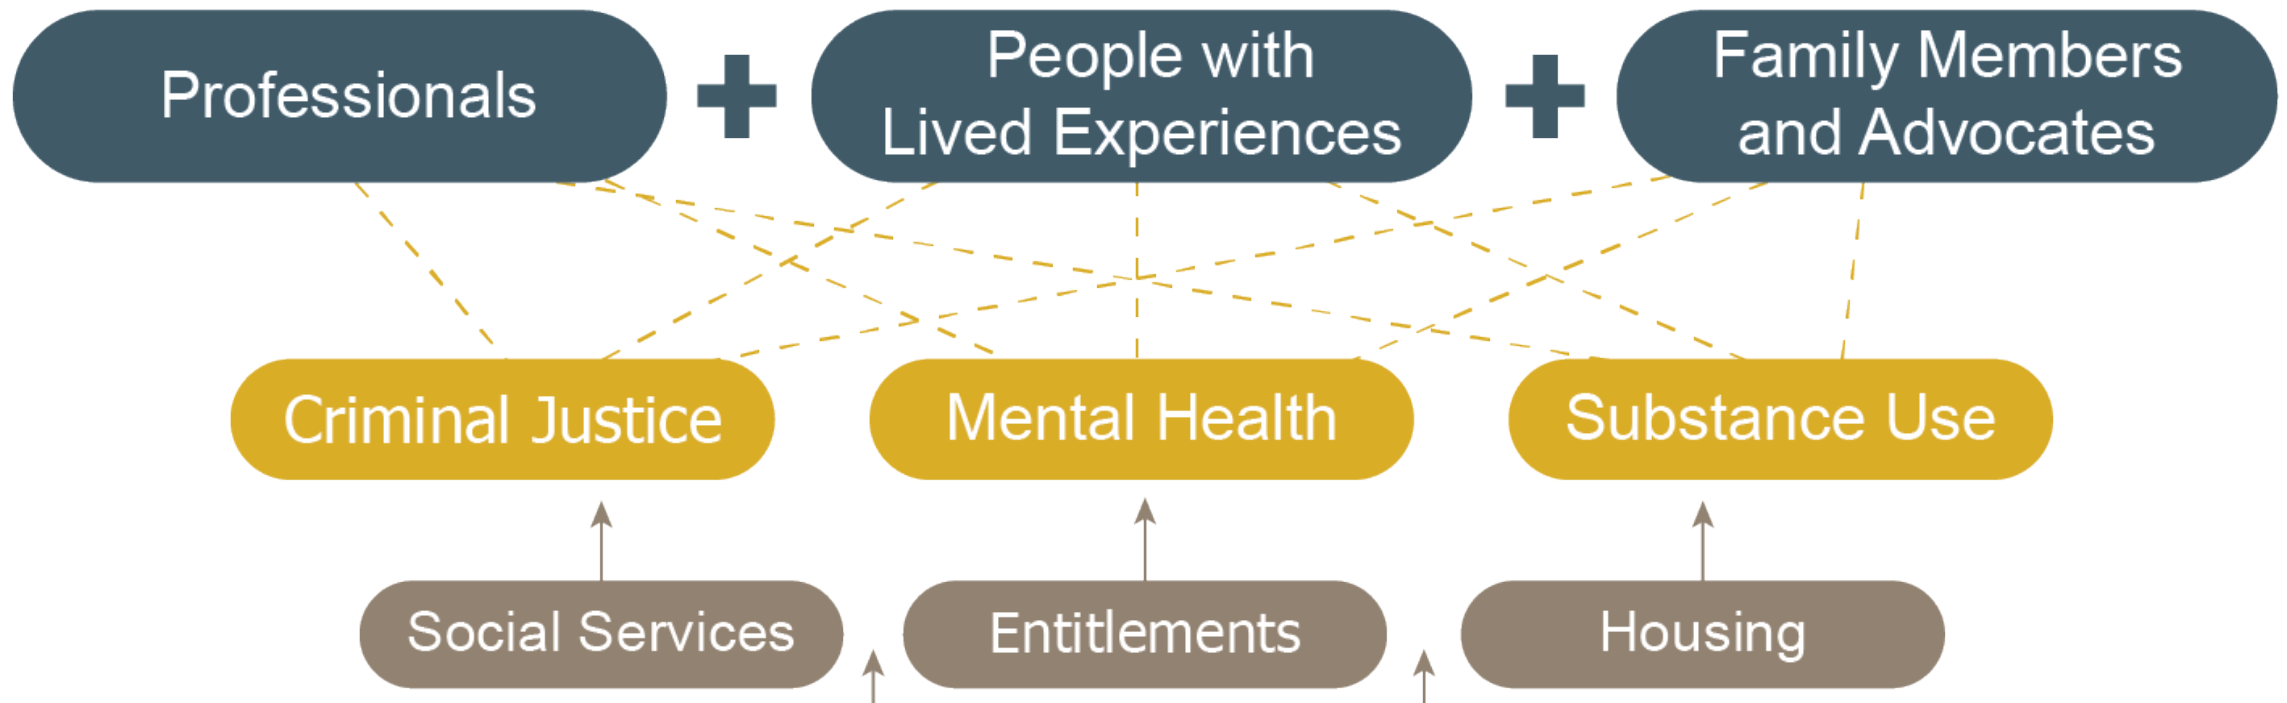 Professionals
People with
Lived Experiences
Family Members
and Advocates
Criminal Justice
Mental Health
Substance Use
Social Services
Entitlements
Housing